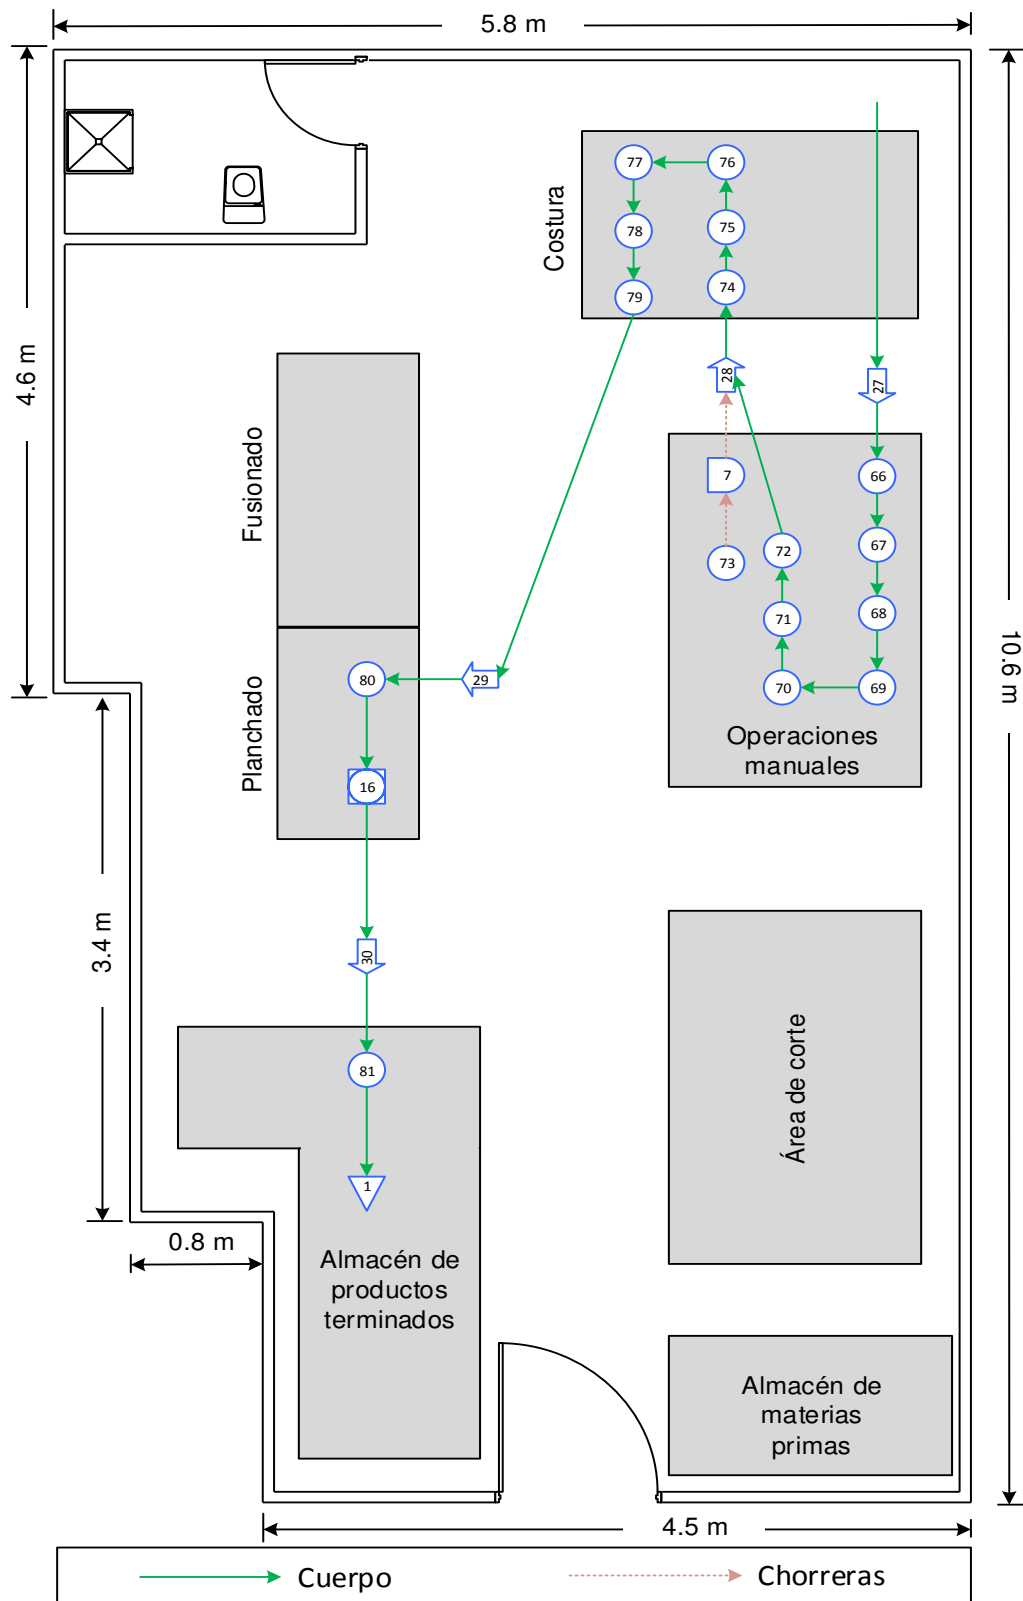 5.8 m
77
76
Costura
78
75
79
74
4.6 m
28
27
Fusionado
7
66
72
67
73
71
68
10.6 m
80
29
70
69
Planchado
Operaciones
manuales
16
3.4 m
30
Área de corte
81
1
0.8 m
Almacén de
productos
terminados
Almacén de
materias
primas
4.5 m
Cuerpo
Chorreras